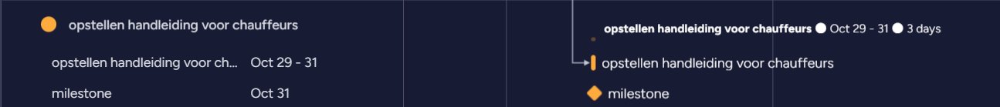 opstellen handleiding voor chauffeurs
opstellen handleiding voor chauffeurs Oct 29 - 31 3 days
opstellen handleiding voor ch... Oct 29 - 31
opstellen handleiding voor chauffeurs
milestone Oct 31
milestone